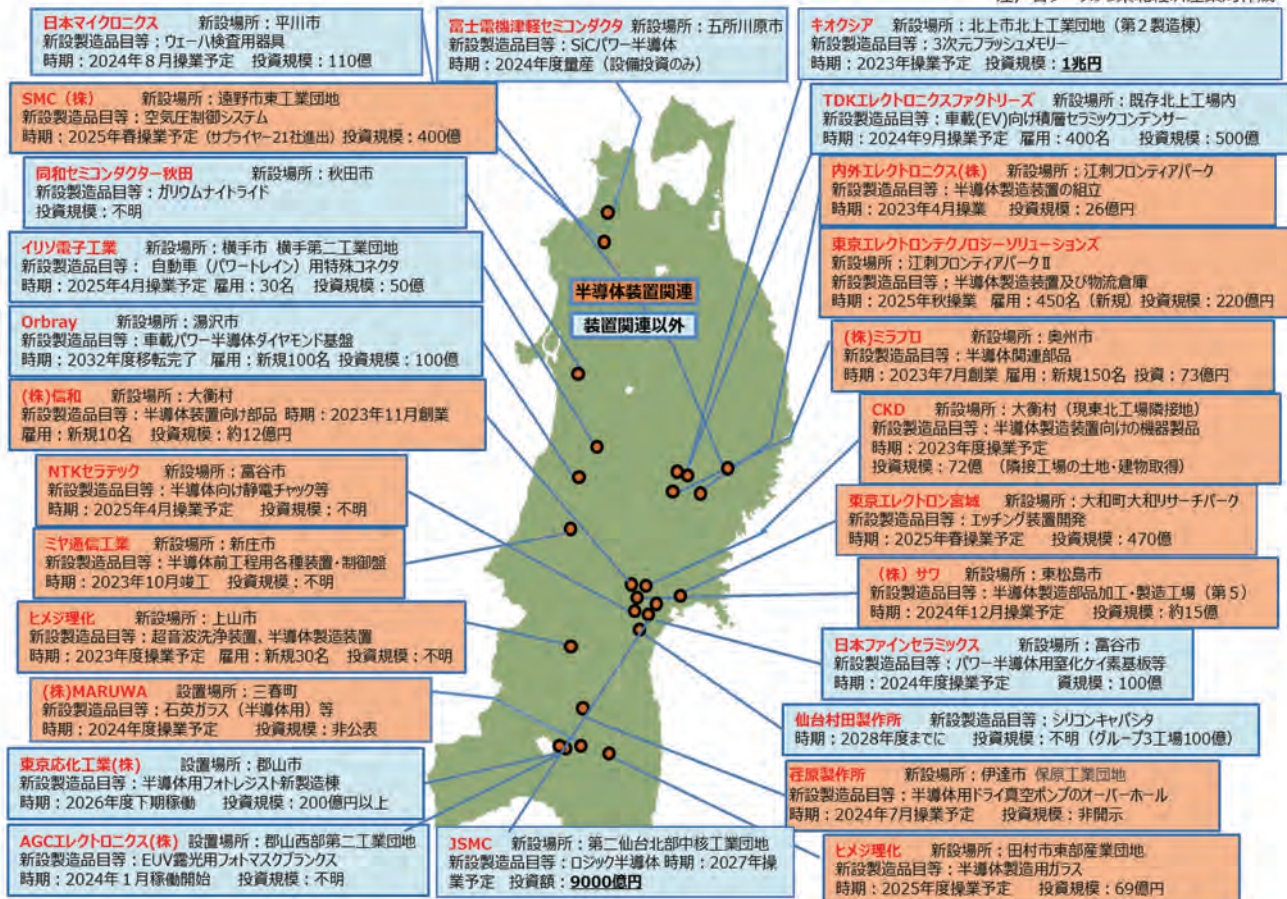 日本マイクロニクス 新設場所：平川市
新設製造品目等：ウェーハ検査用器具
時期：2024年８月操業予定 投資規模：110億
SMC（株） 新設場所：遠野市東工業団地
新設製造品目等：空気圧制御システム
時期：2025年春操業予定（サプライヤー21社進出）投資規模：400億
同和セミコンダクター秋田 新設場所：秋田市
新設製造品目等：ガリウムナイトライド
投資規模：不明
イリソ電子工業 新設場所：横手市 横手第二工業団地
新設製造品目等： 自動車（パワートレイン）用特殊コネクタ
時期：2025年4月操業予定 雇用：30名 投資規模：50億
Orbray 新設場所：湯沢市
新設製造品目等：車載パワー半導体ダイヤモンド基盤
時期：2032年度移転完了 雇用：新規100名 投資規模：100億
(株)信和 新設場所：大衡村
新設製造品目等：半導体装置向け部品 時期：2023年11月創業
雇用：新規10名 投資規模：約12億円
NTKセラテック 新設場所：富谷市
新設製造品目等：半導体向け静電チャック等
時期：2025年4月操業予定 投資規模：不明
ミヤ通信工業 新設場所：新庄市
新設製造品目等：半導体前工程用各種装置・制御盤
時期：2023年10月竣工 投資規模：不明
ヒメジ理化 新設場所：上山市
新設製造品目等：超音波洗浄装置、半導体製造装置
時期：2023年度操業予定 雇用：新規30名 投資規模：不明
(株)MARUWA 設置場所：三春町
新設製造品目等：石英ガラス（半導体用）等
時期：2024年度操業予定 投資規模：非公表
東京応化工業(株) 設置場所：郡山市
新設製造品目等：半導体用フォトレジスト新製造棟
時期：2026年度下期稼働 投資規模：200億円以上
AGCエレクトロニクス(株) 設置場所：郡山西部第二工業団地
新設製造品目等：EUV露光用フォトマスクブランクス
時期：2024年１月稼働開始 投資規模：不明
富士電機津軽セミコンダクタ 新設場所：五所川原市
新設製造品目等：SiCパワー半導体
時期：2024年度量産（設備投資のみ）
半導体装置関連
装置関連以外
JSMC 新設場所：第二仙台北部中核工業団地
新設製造品目等：ロジック半導体 時期：2027年操
業予定 投資額：9000億円
キオクシア 新設場所：北上市北上工業団地（第２製造棟）
新設製造品目等：3次元フラッシュメモリー
時期：2023年操業予定 投資規模：1兆円
TDKエレクトロニクスファクトリーズ 新設場所：既存北上工場内
新設製造品目等：車載(EV)向け積層セラミックコンデンサー
時期：2024年9月操業予定 雇用：400名 投資規模：500億
内外エレクトロニクス(株) 新設場所：江刺フロンティアパーク
新設製造品目等：半導体製造装置の組立
時期：2023年4月操業 投資規模：26億円
東京エレクトロンテクノロジーソリューションズ
新設場所：江刺フロンティアパークⅡ
新設製造品目等：半導体製造装置及び物流倉庫
時期：2025年秋操業 雇用：450名（新規）投資規模：220億円
(株)ミラプロ 新設場所：奥州市
新設製造品目等：半導体関連部品
時期：2023年7月創業 雇用：新規150名 投資：73億円
CKD 新設場所：大衡村（現東北工場隣接地）
新設製造品目等：半導体製造装置向けの機器製品
時期：2023年度操業予定
投資規模：72億 （隣接工場の土地・建物取得）
東京エレクトロン宮城 新設場所：大和町大和リサーチパーク
新設製造品目等：エッチング装置開発
時期：2025年春操業予定 投資規模：470億
（株）サワ 新設場所：東松島市
新設製造品目等：半導体製造部品加工・製造工場（第５）
時期：2024年12月操業予定 投資規模：約15億
日本ファインセラミックス 新設場所：富谷市
新設製造品目等：パワー半導体用窒化ケイ素基板等
時期：2024年度操業予定 資規模：100億
仙台村田製作所 新設製造品目等：シリコンキャパシタ
時期：2028年度までに 投資規模：不明（グループ3工場100億）
荏原製作所 新設場所：伊達市 保原工業団地
新設製造品目等：半導体用ドライ真空ポンプのオーバーホール
時期：2024年7月操業予定 投資規模：非開示
ヒメジ理化 新設場所：田村市東部産業団地
新設製造品目等：半導体製造用ガラス
時期：2025年度操業予定 投資規模：69億円